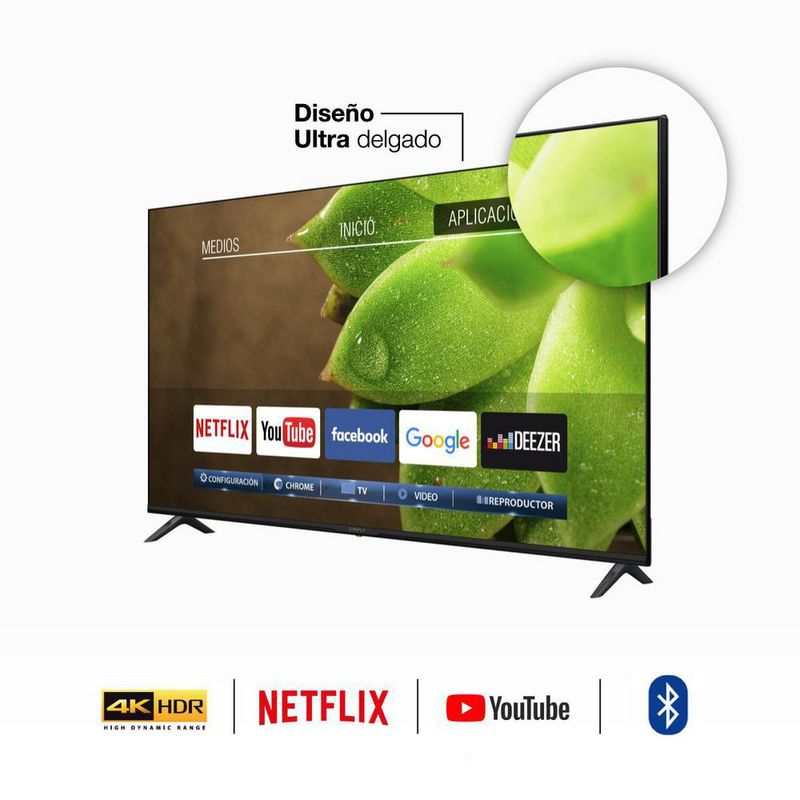 Diseño
Ultra delgado
MEDIOS
INICIO
APLICACIO
NETFLIX
YouTube
facebook
Google
DEEZER
CONFIGURACIÓN
CHROME
TV
VIDEO
REPRODUCTOR
4K HDR
HIGH DYNAMIC RANGE
NETFLIX
YouTube